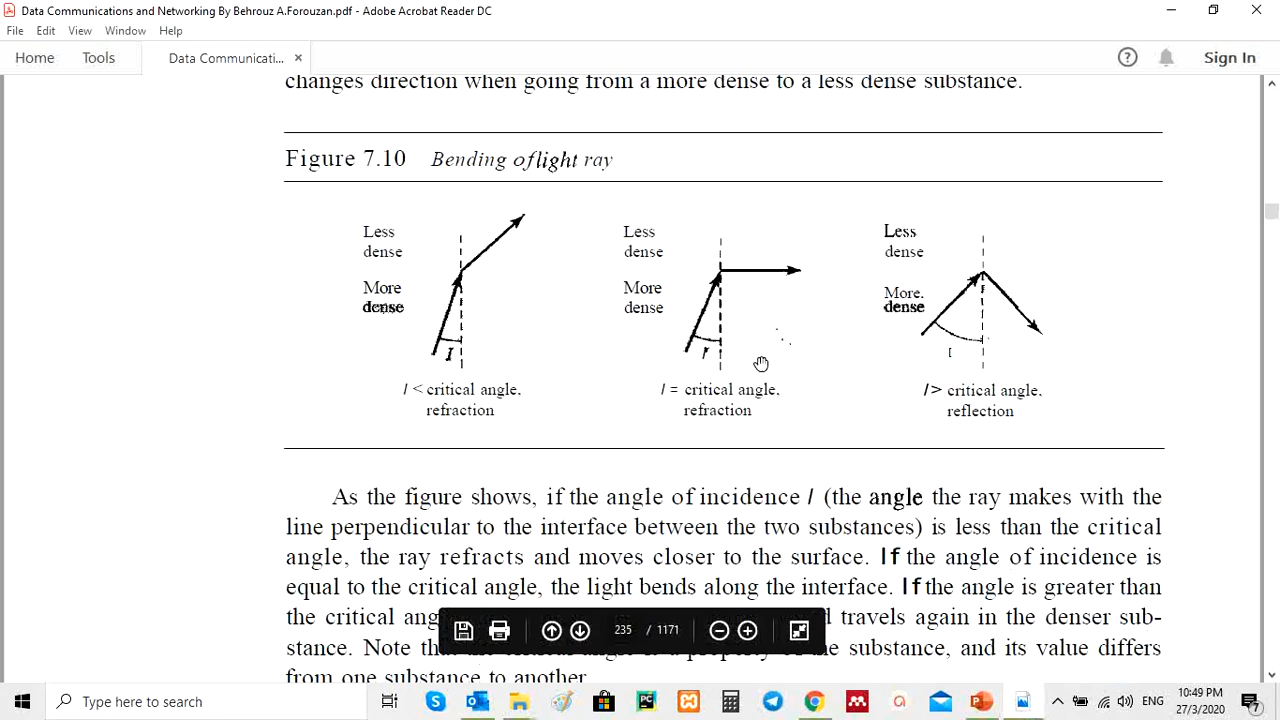 Data Communications and Networking By Behrouz A.Forouzan.pdf - Adobe Acrobat Reader DC
File Edit View Window Help
Home Tools Data Communicati... × Sign In
changes direction when going from a more dense to a less dense substance.
Figure 7.10 Bending of light ray
Less
dense
More
dense
I
I < critical angle,
refraction
Less
dense
More
dense
I = critical angle,
refraction
Less
dense
More
dense
I
I > critical angle,
reflection
As the figure shows, if the angle of incidence I (the angle the ray makes with the
line perpendicular to the interface between the two substances) is less than the critical
angle, the ray refracts and moves closer to the surface. If the angle of incidence is
equal to the critical angle, the light bends along the interface. If the angle is greater than
the critical travels again in the denser sub-
235 / 1171
stance. Note the substance, and its value differs
from one substance to another
Type here to search
ENG
10:49 PM
27/3/2020
7